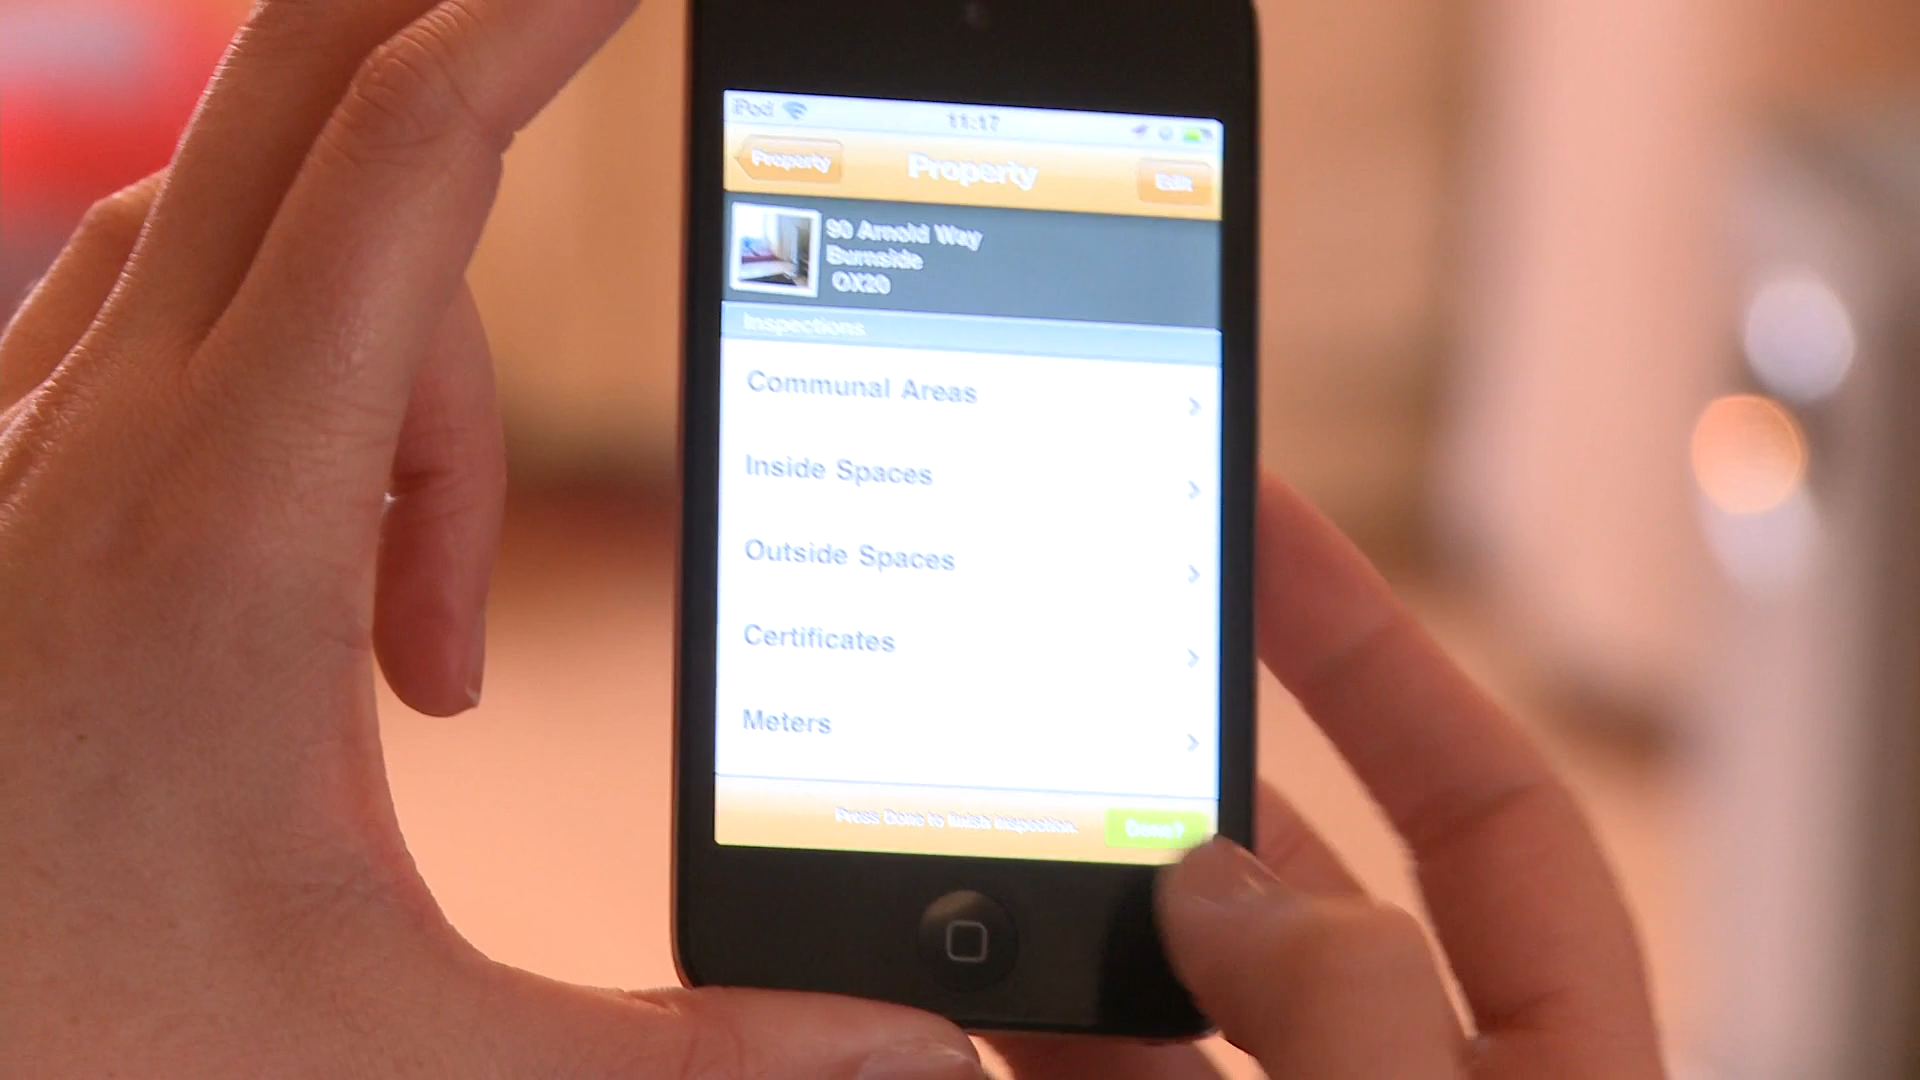 iPod
11:17
Property
Property
Edit
90 Arnold Way
Burnside
OX20
Inspections
Communal Areas
Inside Spaces
Outside Spaces
Certificates
Meters
Press Done to finish inspection.
Done?